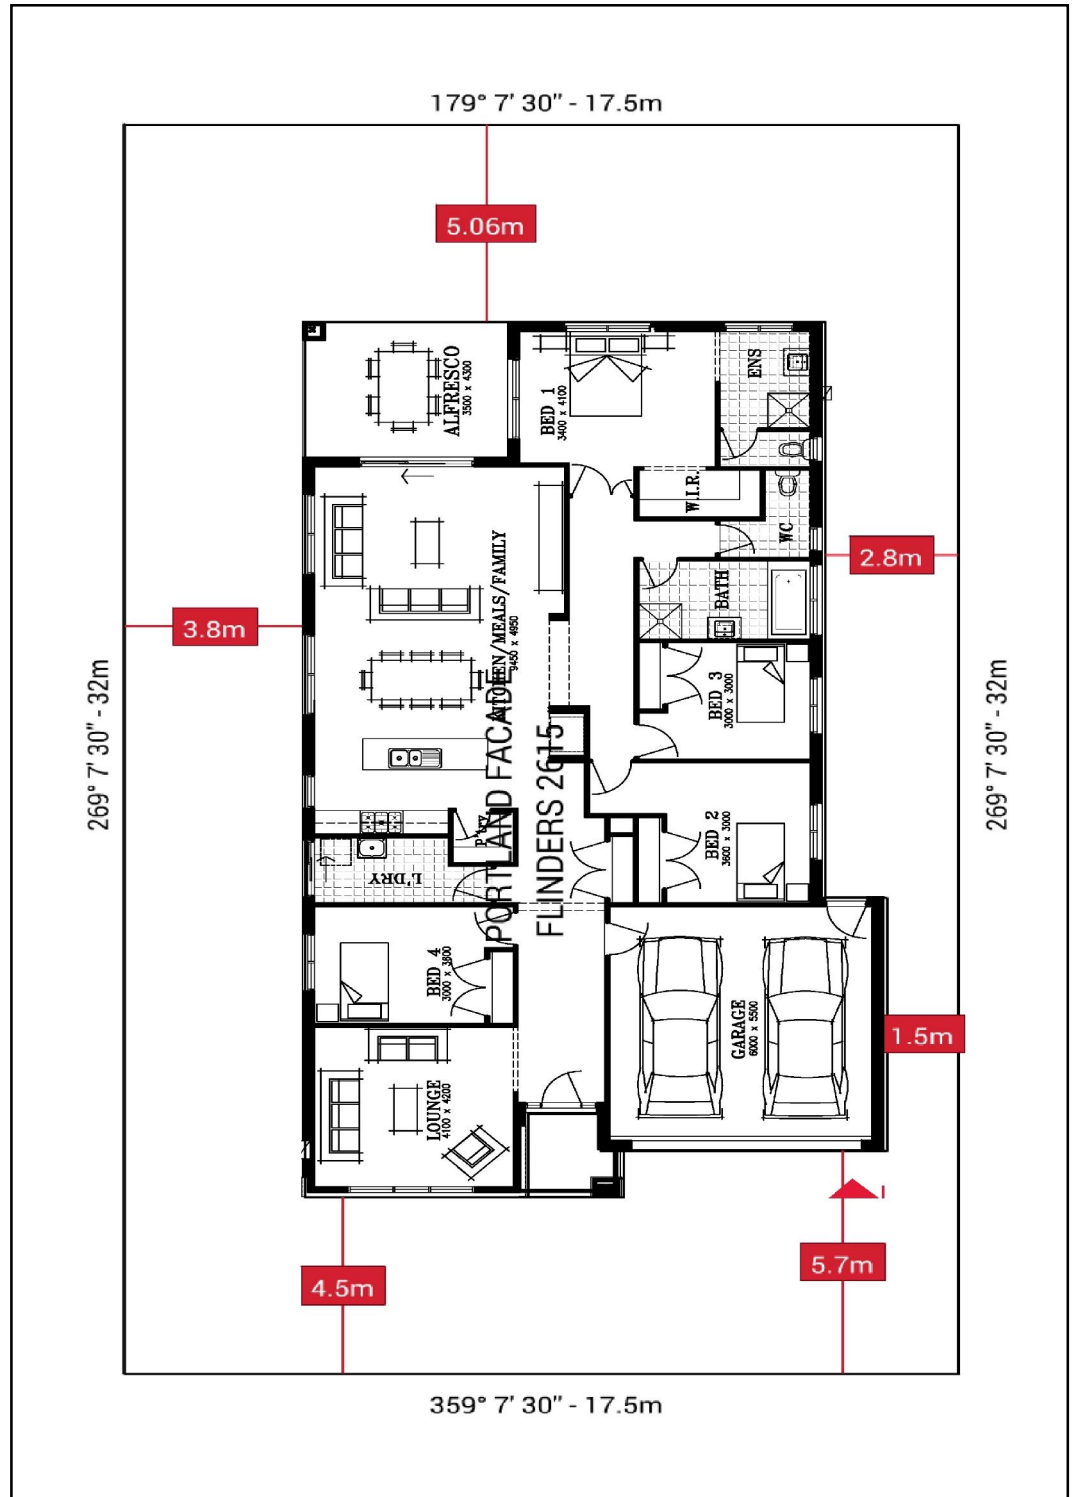 179° 7' 30" - 17.5m
5.06m
ALFRESCO
3500 x 4300
BED 1
3400 x 4100
ENS
W.I.R.
WC
2.8m
BATH
3.8m
KITCHEN/MEALS/FAMILY
9450 x 4950
269° 7' 30" - 32m
269° 7' 30" - 32m
BED 3
3000 x 3000
PORTLAND FACADE
FLINDERS 2615
P'TRY
BED 2
3600 x 3000
L'DRY
BED 4
3000 x 3800
GARAGE
6000 x 5500
1.5m
LOUNGE
4100 x 4200
5.7m
4.5m
359° 7' 30" - 17.5m